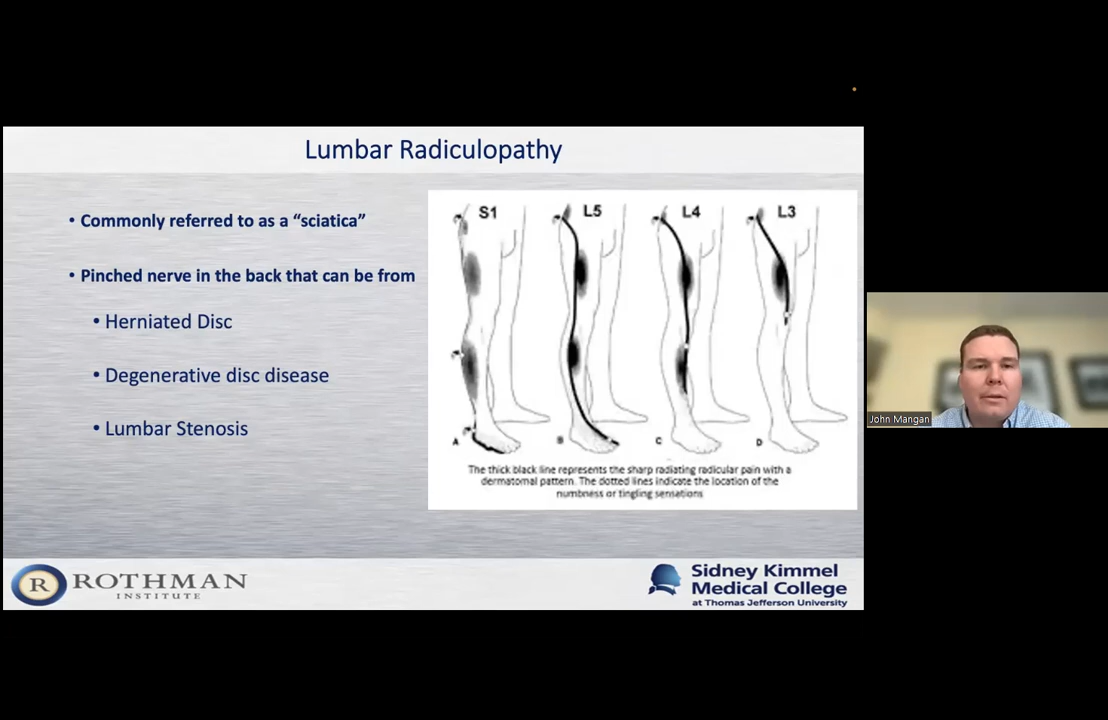 Lumbar Radiculopathy
• Commonly referred to as a “sciatica”
• Pinched nerve in the back that can be from
• Herniated Disc
• Degenerative disc disease
• Lumbar Stenosis
S1 L5 L4 L3
A B C D
The thick black line represents the sharp radiating radicular pain with a
dermatomal pattern. The dotted lines indicate the location of the
numbness or tingling sensations
John Mangan
R ROTHMAN
INSTITUTE
Sidney Kimmel
Medical College
at Thomas Jefferson University